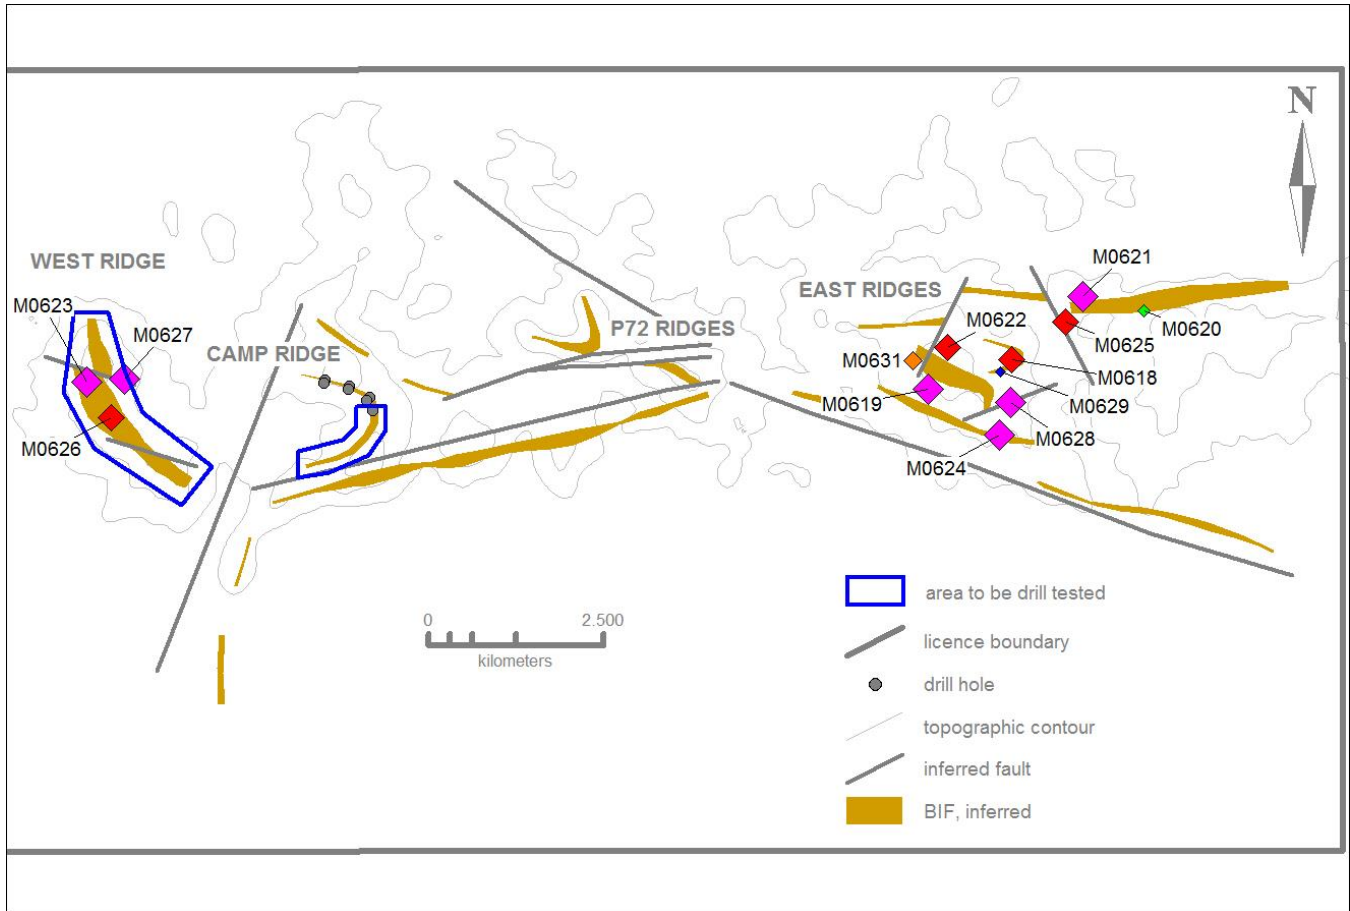 N
WEST RIDGE
M0621
EAST RIDGES
M0623
M0622
M0620
M0627
P72 RIDGES
M0625
CAMP RIDGE
M0631
M0618
M0619
M0629
M0626
M0628
M0624
area to be drill tested
0 2.500
kilometers
licence boundary
drill hole
topographic contour
inferred fault
BIF, inferred